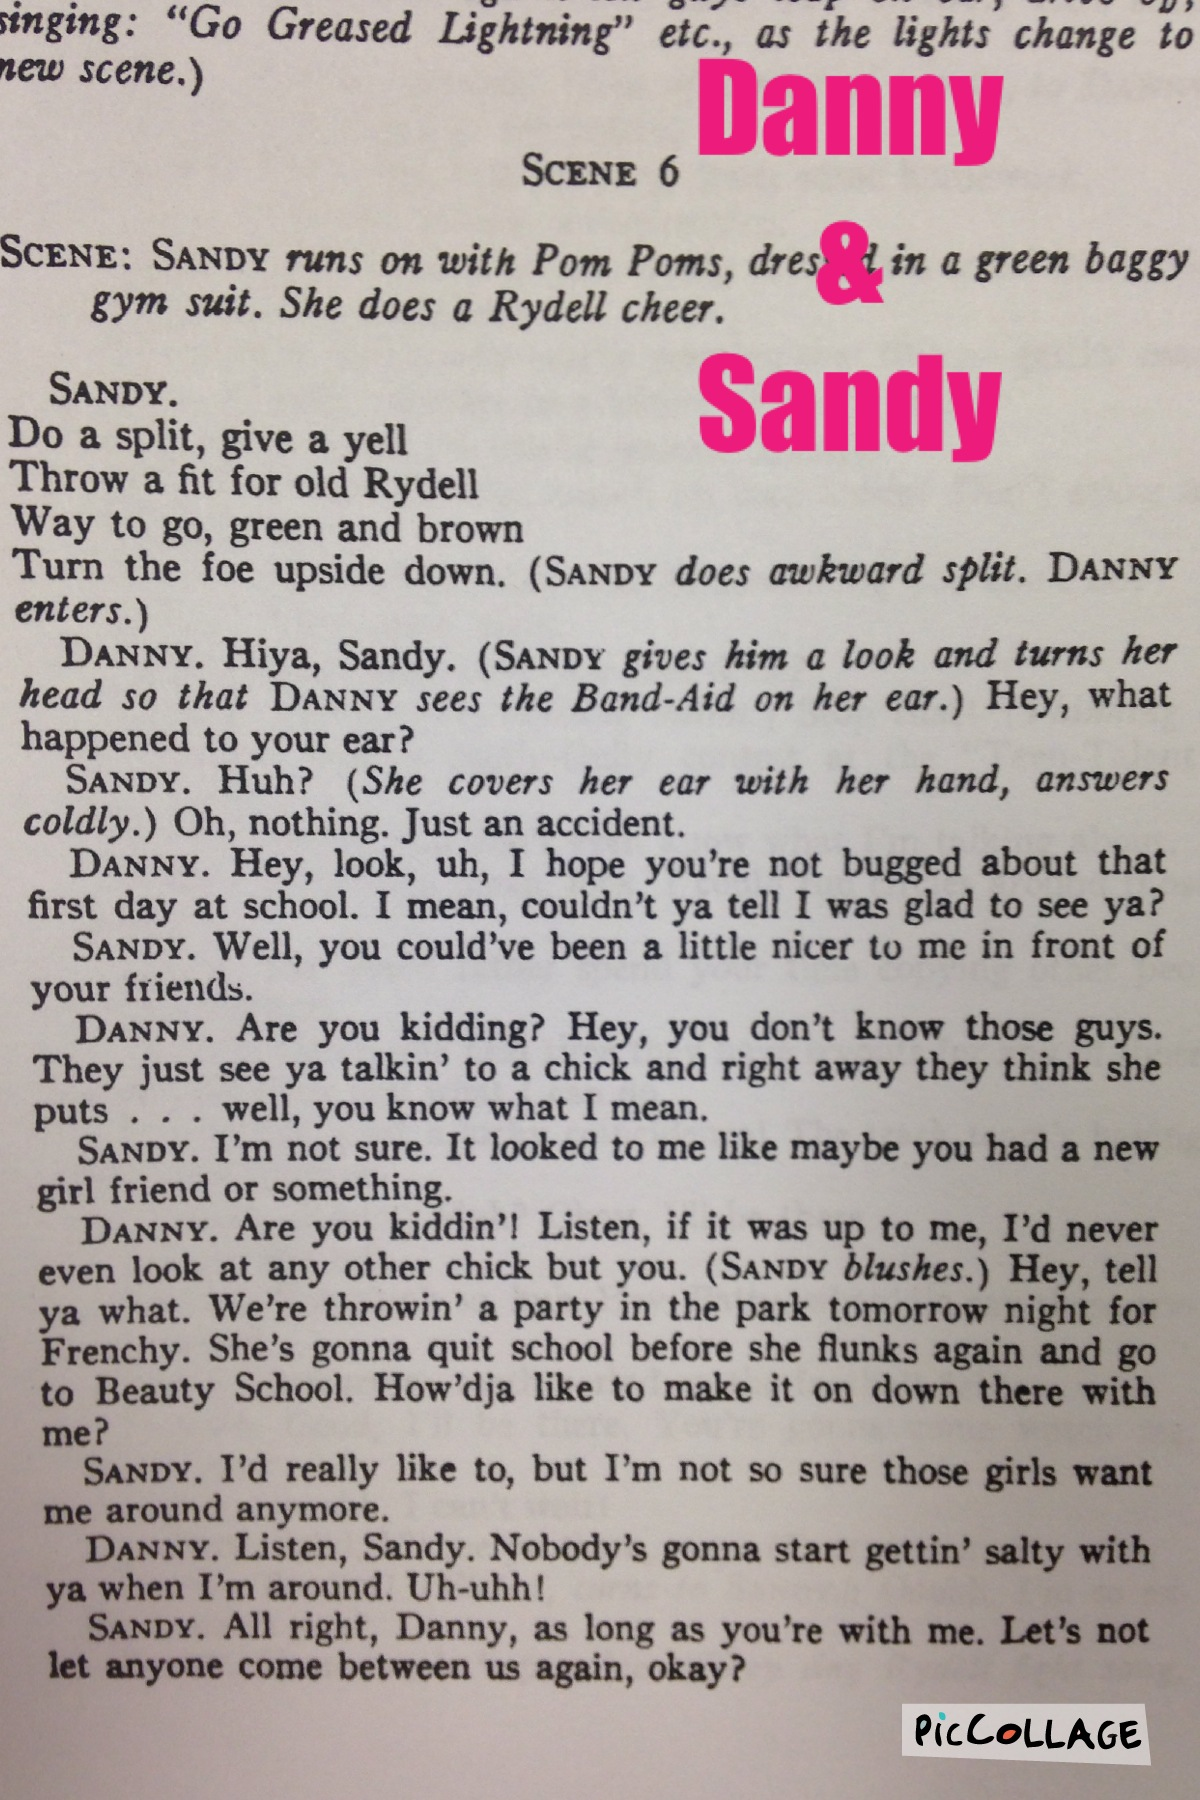 singing: "Go Greased Lightning" etc., as the lights change to
new scene.)
Danny
SCENE 6
&
SCENE: SANDY runs on with Pom Poms, in a green baggy
gym suit. She does a Rydell cheer.
Sandy
SANDY.
Do a split, give a yell
Throw a fit for old Rydell
Way to go, green and brown
Turn the foe upside down. (SANDY does awkward split. DANNY
enters.)
DANNY. Hiya, Sandy. (SANDY gives him a look and turns her
head so that DANNY sees the Band-Aid on her ear.) Hey, what
happened to your ear?
SANDY. Huh? (She covers her ear with her hand, answers
coldly.) Oh, nothing. Just an accident.
DANNY. Hey, look, uh, I hope you're not bugged about that
first day at school. I mean, couldn't ya tell I was glad to see ya?
SANDY. Well, you could've been a little nicer to me in front of
your friends.
DANNY. Are you kidding? Hey, you don't know those guys.
They just see ya talkin' to a chick and right away they think she
puts . . . well, you know what I mean.
SANDY. I'm not sure. It looked to me like maybe you had a new
girl friend or something.
DANNY. Are you kiddin'! Listen, if it was up to me, I'd never
even look at any other chick but you. (SANDY blushes.) Hey, tell
ya what. We're throwin' a party in the park tomorrow night for
Frenchy. She's gonna quit school before she flunks again and go
to Beauty School. How'dja like to make it on down there with
me?
SANDY. I'd really like to, but I'm not so sure those girls want
me around anymore.
DANNY. Listen, Sandy. Nobody's gonna start gettin' salty with
ya when I'm around. Uh-uhh!
SANDY. All right, Danny, as long as you're with me. Let's not
let anyone come between us again, okay?
PICCOLLAGE